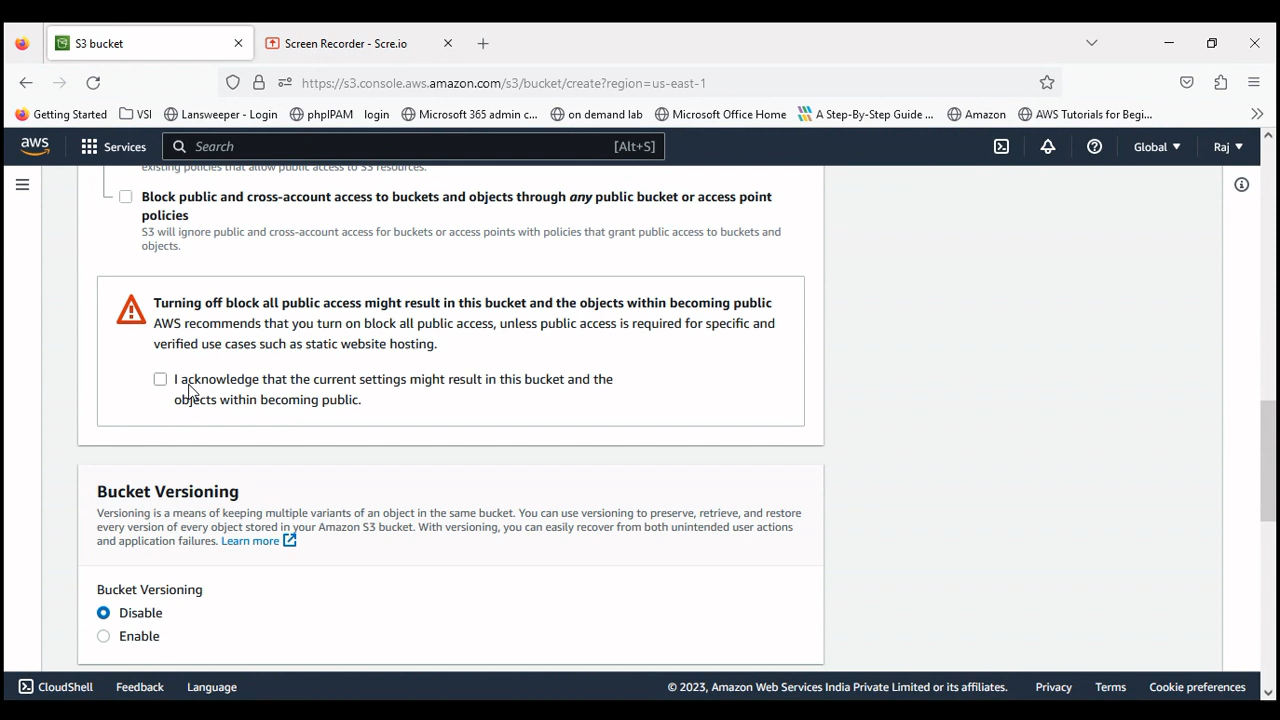 S3 bucket
Screen Recorder - Scre.io
https://s3.console.aws.amazon.com/s3/bucket/create?region=us-east-1
Getting Started VSI Lansweeper - Login phpIPAM login Microsoft 365 admin c... on demand lab Microsoft Office Home A Step-By-Step Guide ... Amazon AWS Tutorials for Begi...
aws Services Search [Alt+S] Global Raj
existing policies that allow public access to S3 resources.
Block public and cross-account access to buckets and objects through any public bucket or access point
policies
S3 will ignore public and cross-account access for buckets or access points with policies that grant public access to buckets and
objects.
Turning off block all public access might result in this bucket and the objects within becoming public
AWS recommends that you turn on block all public access, unless public access is required for specific and
verified use cases such as static website hosting.
I acknowledge that the current settings might result in this bucket and the
objects within becoming public.
Bucket Versioning
Versioning is a means of keeping multiple variants of an object in the same bucket. You can use versioning to preserve, retrieve, and restore
every version of every object stored in your Amazon S3 bucket. With versioning, you can easily recover from both unintended user actions
and application failures. Learn more
Bucket Versioning
Disable
Enable
CloudShell Feedback Language © 2023, Amazon Web Services India Private Limited or its affiliates. Privacy Terms Cookie preferences